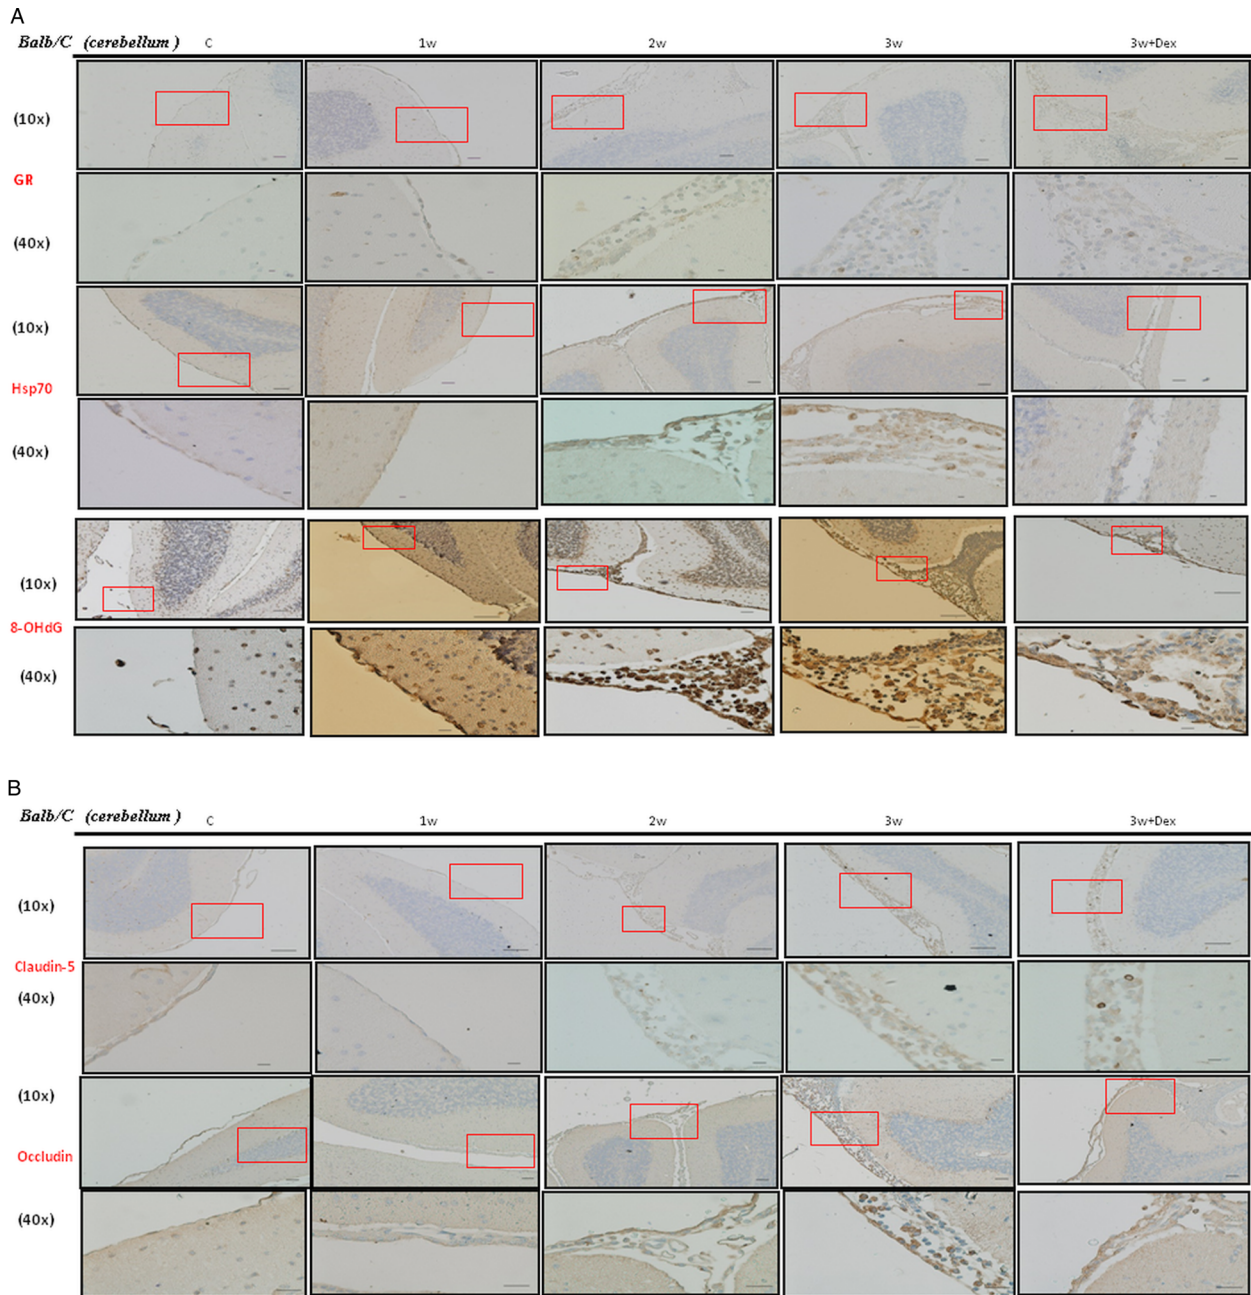 A
Balb/C (cerebellum) C 1w 2w 3w 3w+Dex
(10x)
GR
(40x)
(10x)
Hsp70
(40x)
(10x)
8-OHdG
(40x)
B
Balb/C (cerebellum) C 1w 2w 3w 3w+Dex
(10x)
Claudin-5
(40x)
(10x)
Occludin
(40x)